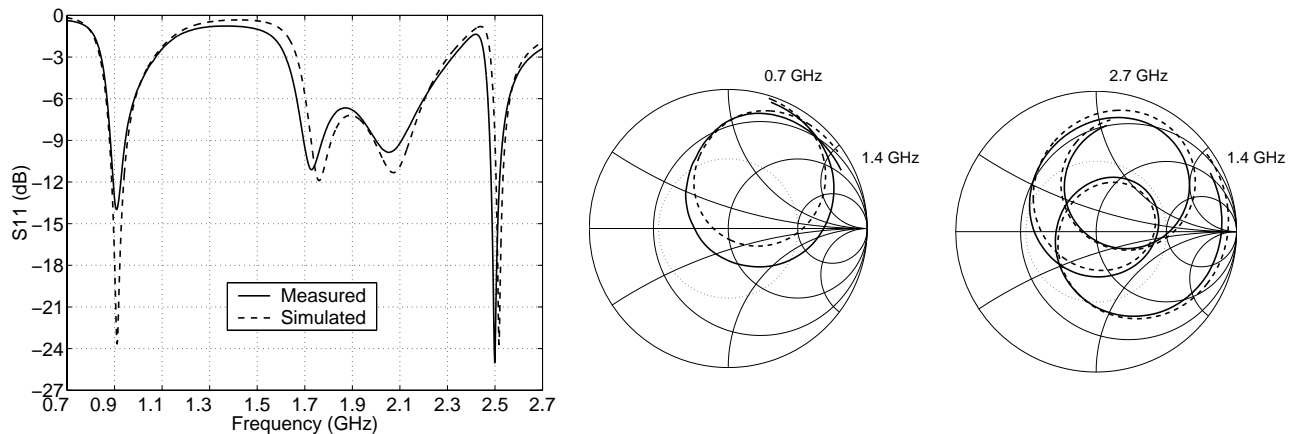 0
−3
−6
−9
−12
−15
−18
−21
−24
−27
S11 (dB)
0.7 0.9 1.1 1.3 1.5 1.7 1.9 2.1 2.3 2.5 2.7
Frequency (GHz)
Measured
Simulated
0.7 GHz
1.4 GHz
2.7 GHz
1.4 GHz